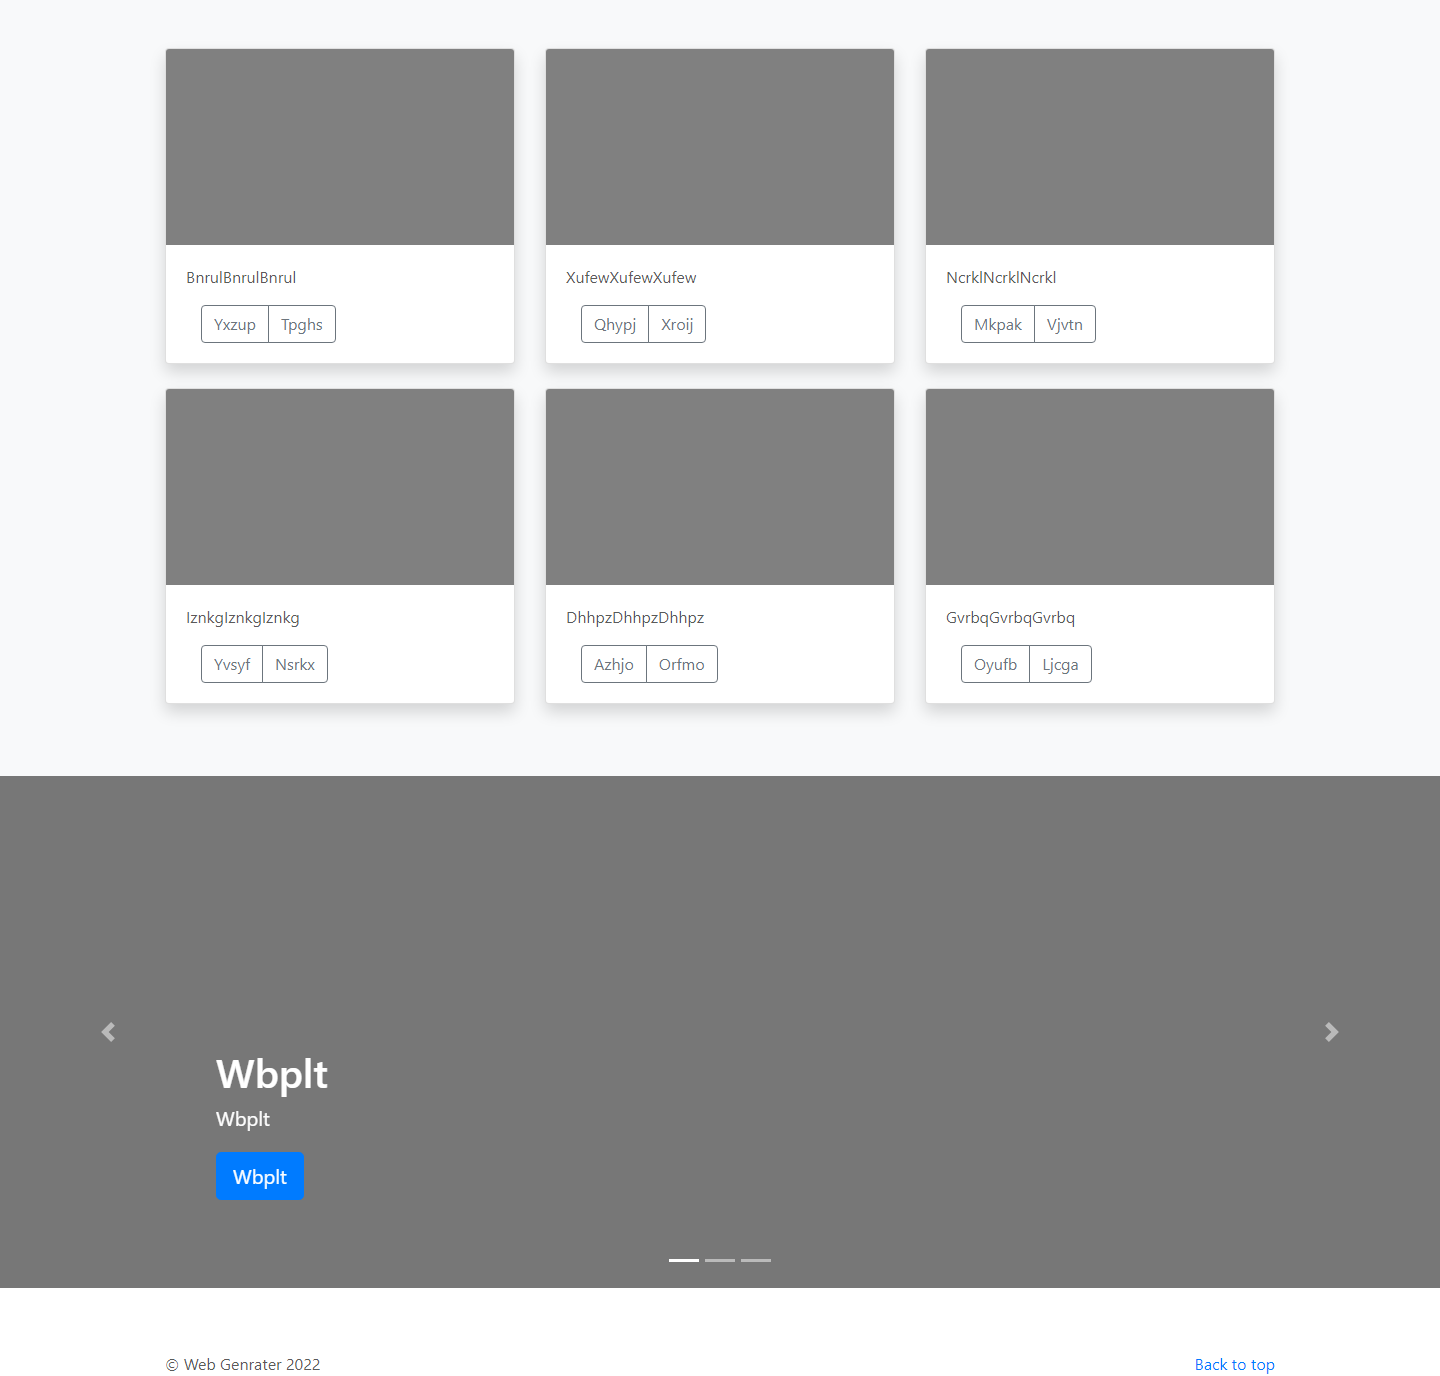 BnrulBnrulBnrul XufewXufewXufew NcrklNcrklNcrkl
Yxzup Tpghs Qhypj Xroij Mkpak Vjvtn
IznkgIznkgIznkg DhhpzDhhpzDhhpz GvrbqGvrbqGvrbq
Yvsyf Nsrkx Azhjo Orfmo Oyufb Ljcga
Wbplt
Wbplt
Wbplt
© Web Genrater 2022 Back to top